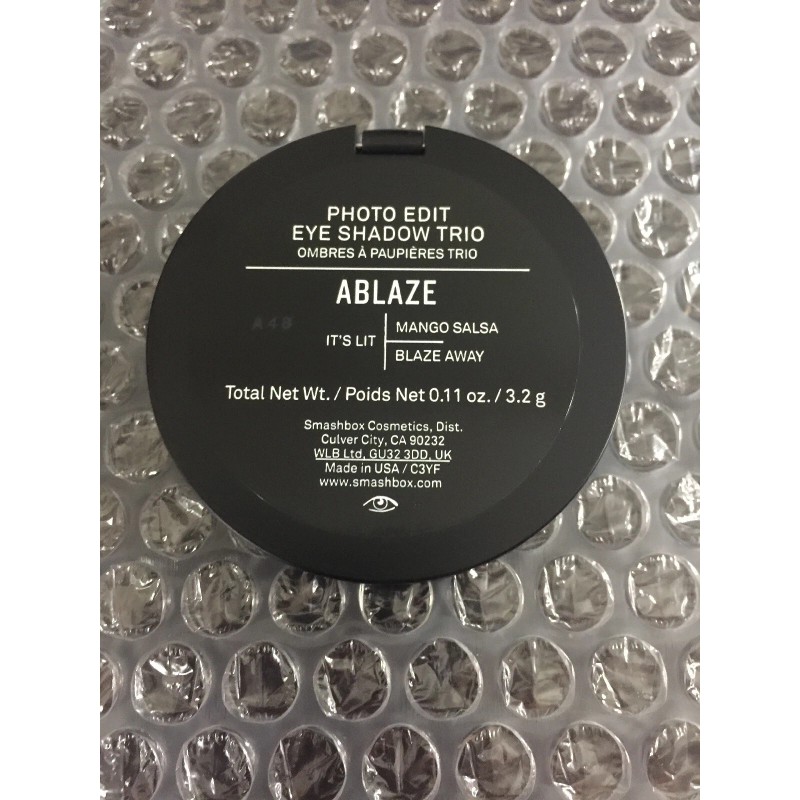 PHOTO EDIT
EYE SHADOW TRIO
OMBRES À PAUPIÈRES TRIO
ABLAZE
A48
IT'S LIT
MANGO SALSA
BLAZE AWAY
Total Net Wt. / Poids Net 0.11 oz. / 3.2 g
Smashbox Cosmetics, Dist.
Culver City, CA 90232
WLB Ltd, GU32 3DD, UK
Made in USA / C3YF
www.smashbox.com